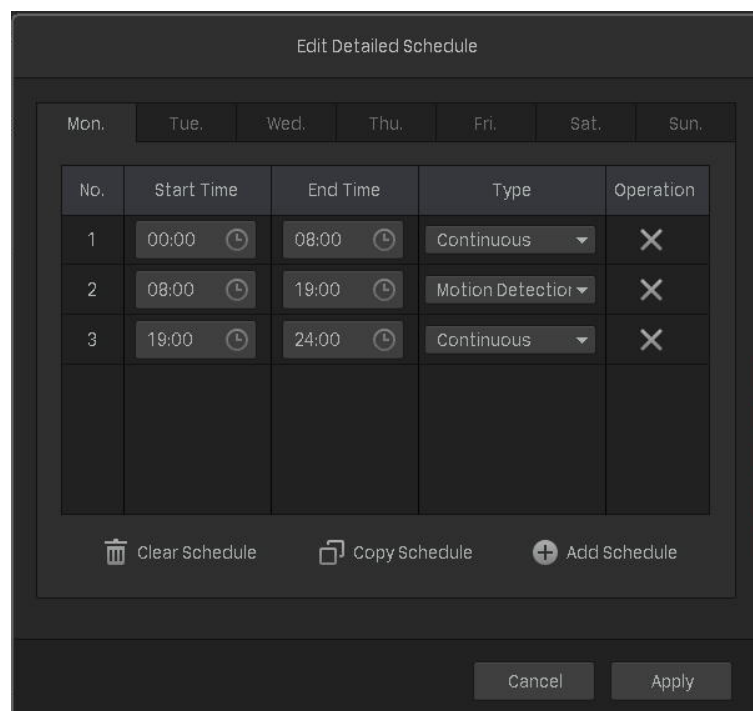 Edit Detailed Schedule
Mon. Tue. Wed. Thu. Fri. Sat. Sun.
No. Start Time End Time Type Operation
1 00:00 08:00 Continuous
2 08:00 19:00 Motion Detection
3 19:00 24:00 Continuous
Clear Schedule Copy Schedule Add Schedule
Cancel Apply